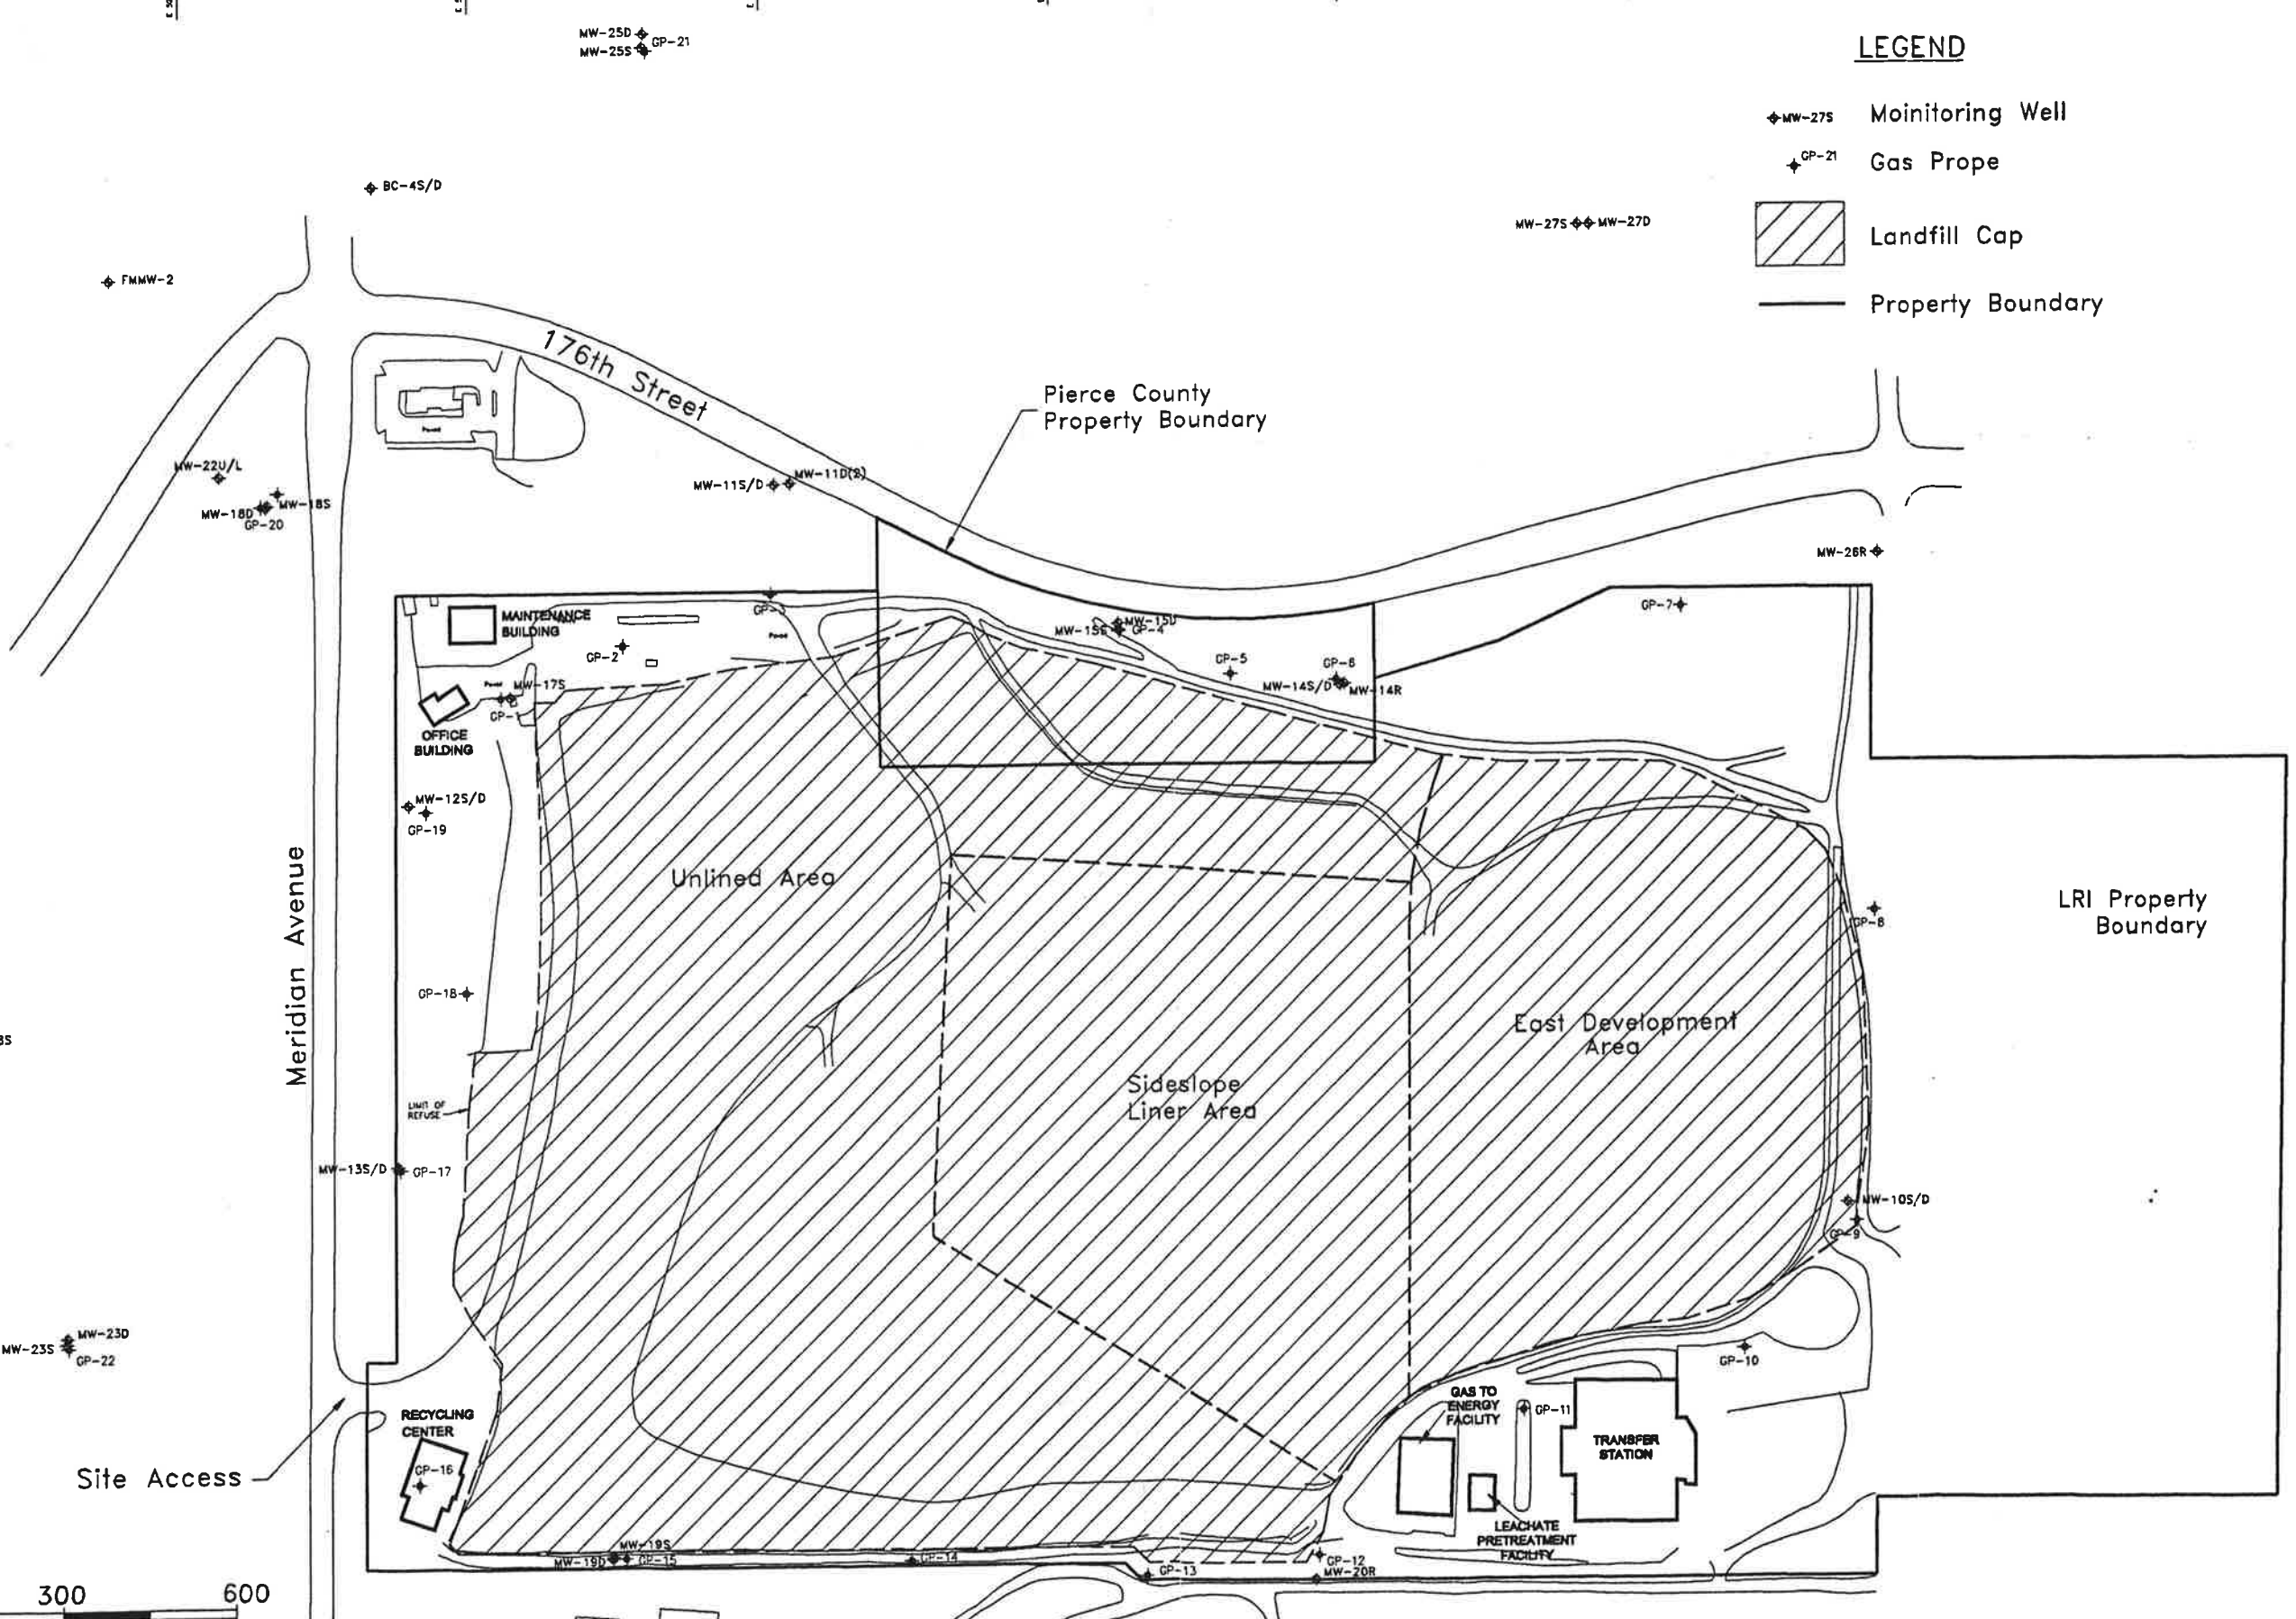 MW-25D
MW-25S
GP-21
LEGEND
MW-27S
Moinitoring Well
GP-21
Gas Prope
Landfill Cap
Property Boundary
BC-4S/D
MW-27S
MW-27D
FMMW-2
176th Street
Pierce County
Property Boundary
Paved
MW-22U/L
MW-18D
MW-18S
GP-20
MW-11S/D
MW-11D(2)
MW-26R
MAINTENANCE
BUILDING
GP-3
Paved
GP-2
MW-15S
MW-15D
GP-4
GP-7
GP-5
GP-6
MW-14S/D
MW-14R
Paved
MW-17S
GP-1
OFFICE
BUILDING
MW-12S/D
GP-19
Meridian Avenue
Unlined Area
LRI Property
Boundary
GP-8
GP-18
East Development
Area
Sideslope
Liner Area
LIMIT OF
REFUSE
MW-13S/D
GP-17
MW-10S/D
GP-9
MW-23D
MW-23S
GP-22
GP-10
GAS TO
ENERGY
FACILITY
GP-11
RECYCLING
CENTER
TRANSFER
STATION
GP-16
Site Access
LEACHATE
PRETREATMENT
FACILITY
MW-19S
MW-19D
GP-15
GP-14
GP-12
GP-13
MW-20R
300
600